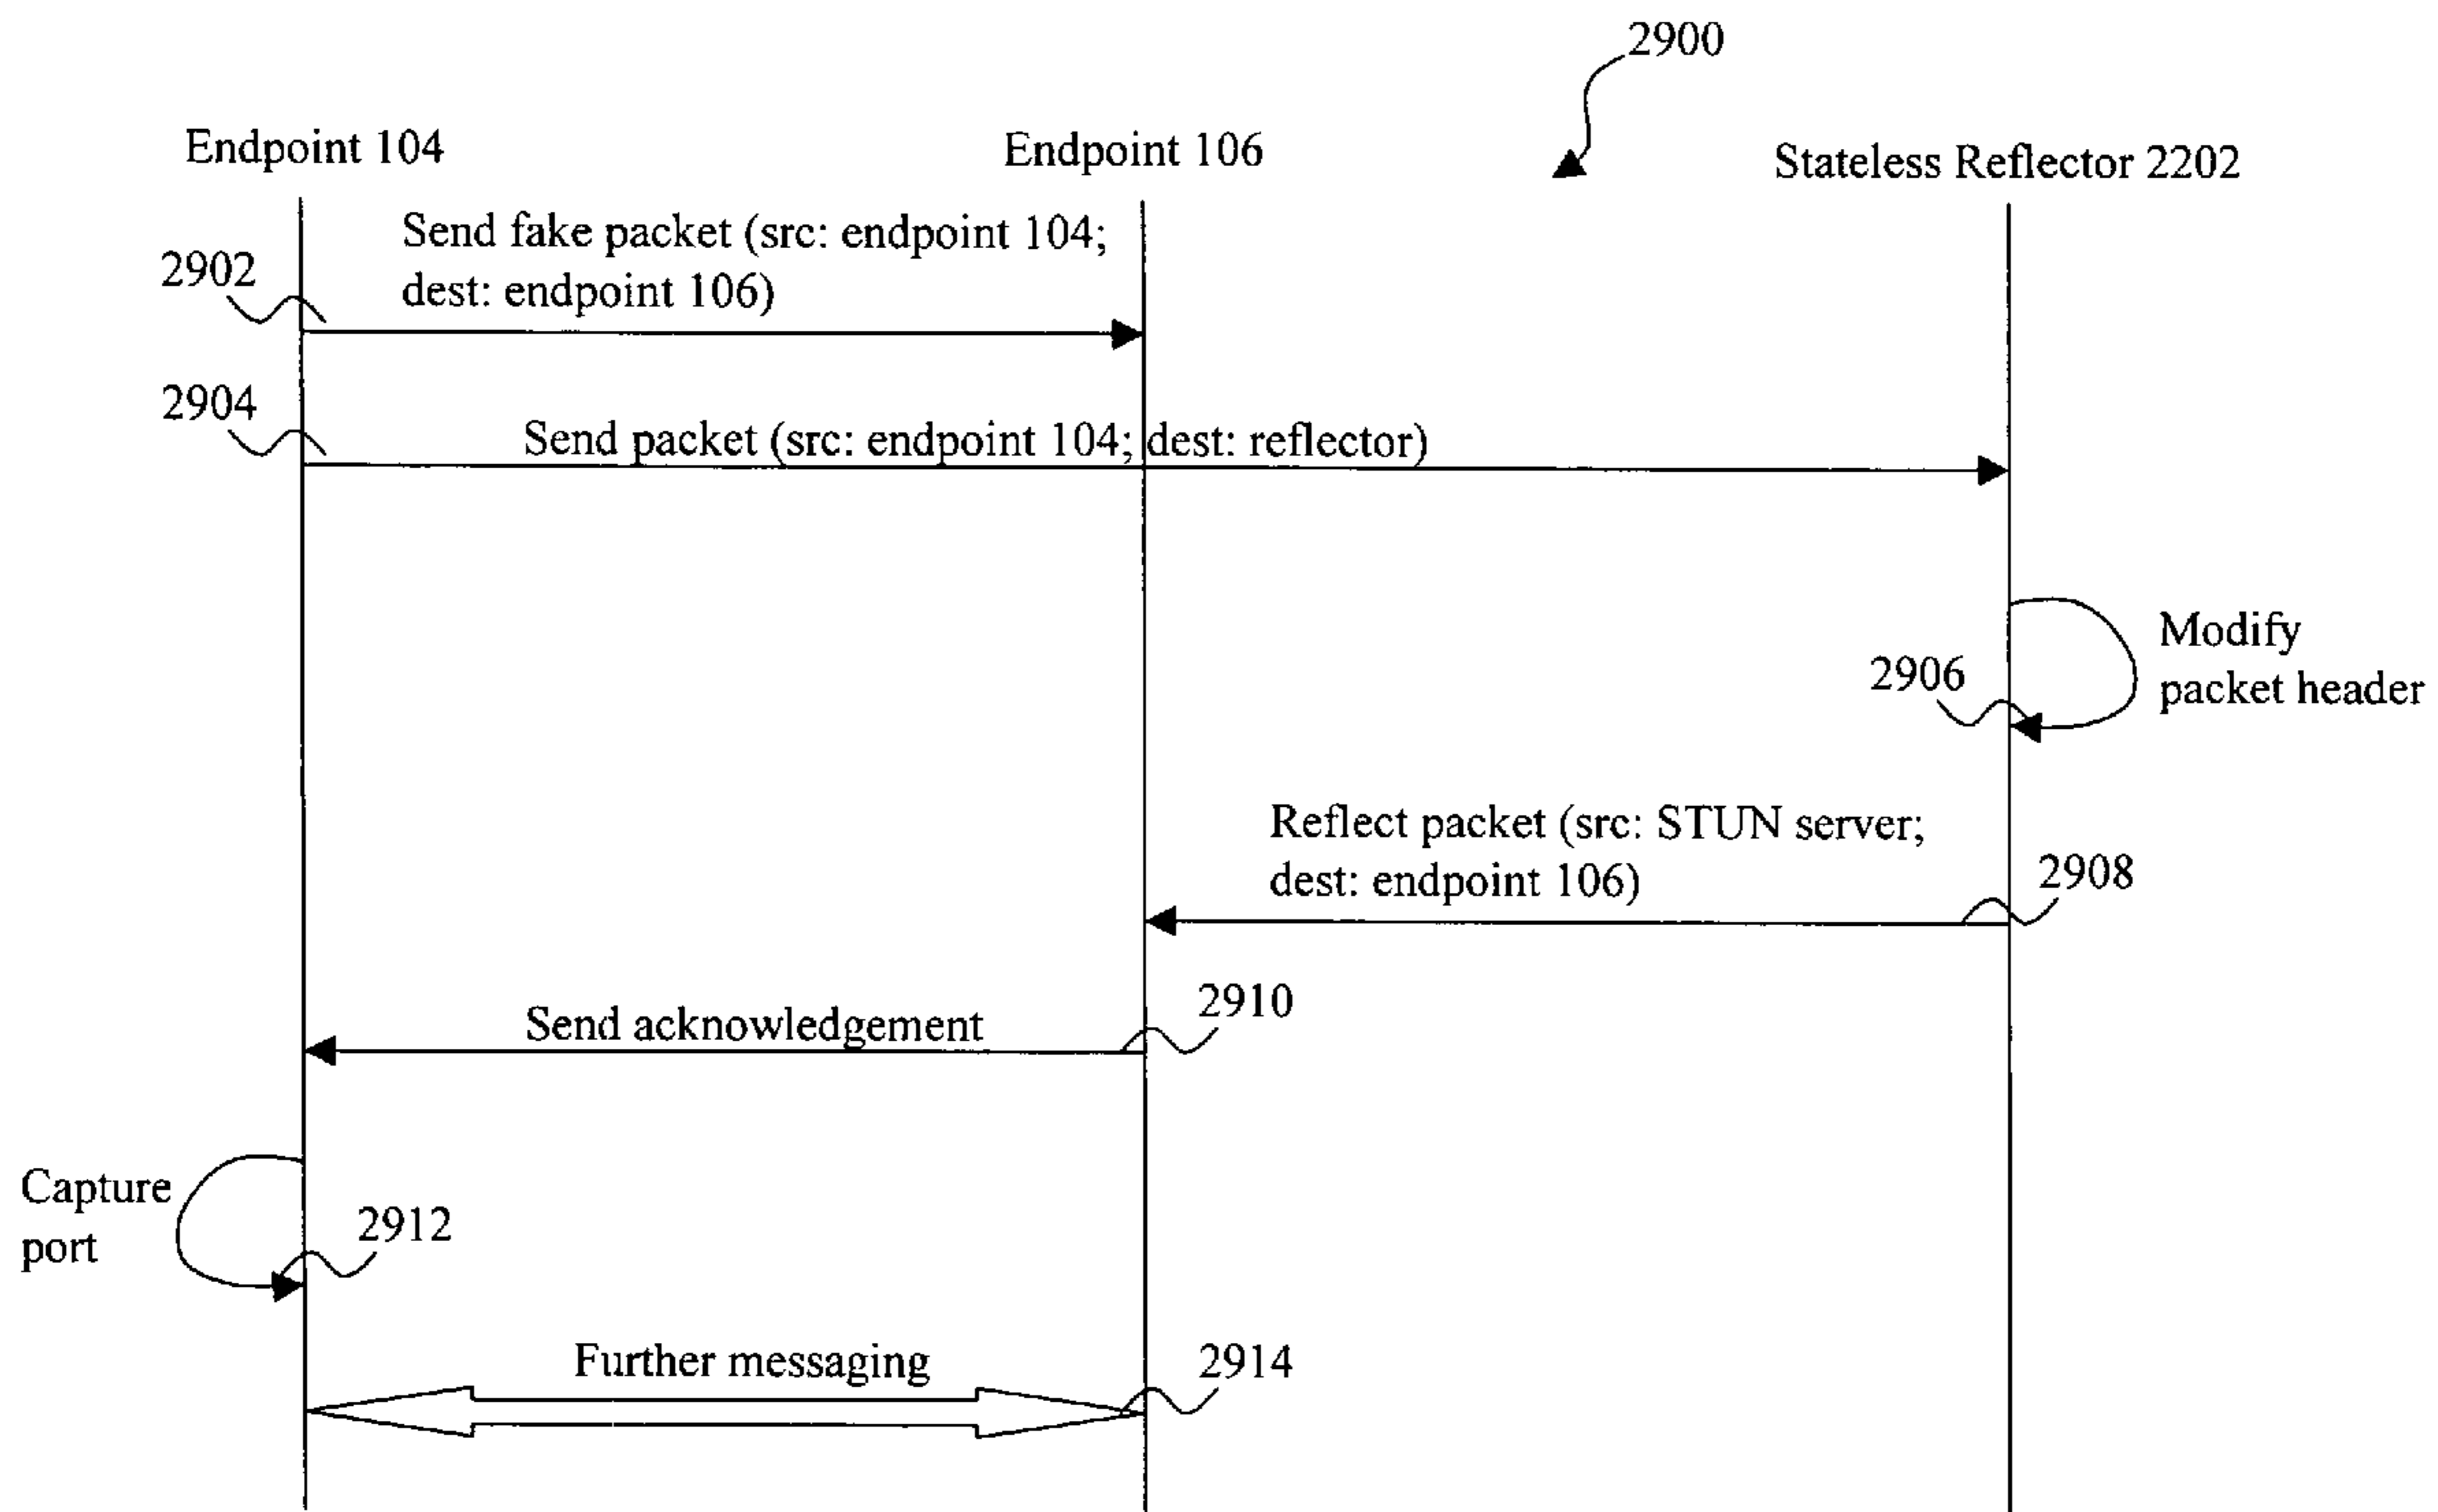 2900
Endpoint 104
Endpoint 106
Stateless Reflector 2202
Send fake packet (src: endpoint 104;
dest: endpoint 106)
2902
2904
Send packet (src: endpoint 104; dest: reflector)
Modify
packet header
2906
Reflect packet (src: STUN server;
dest: endpoint 106)
2908
2910
Send acknowledgement
Capture
port
2912
Further messaging
2914